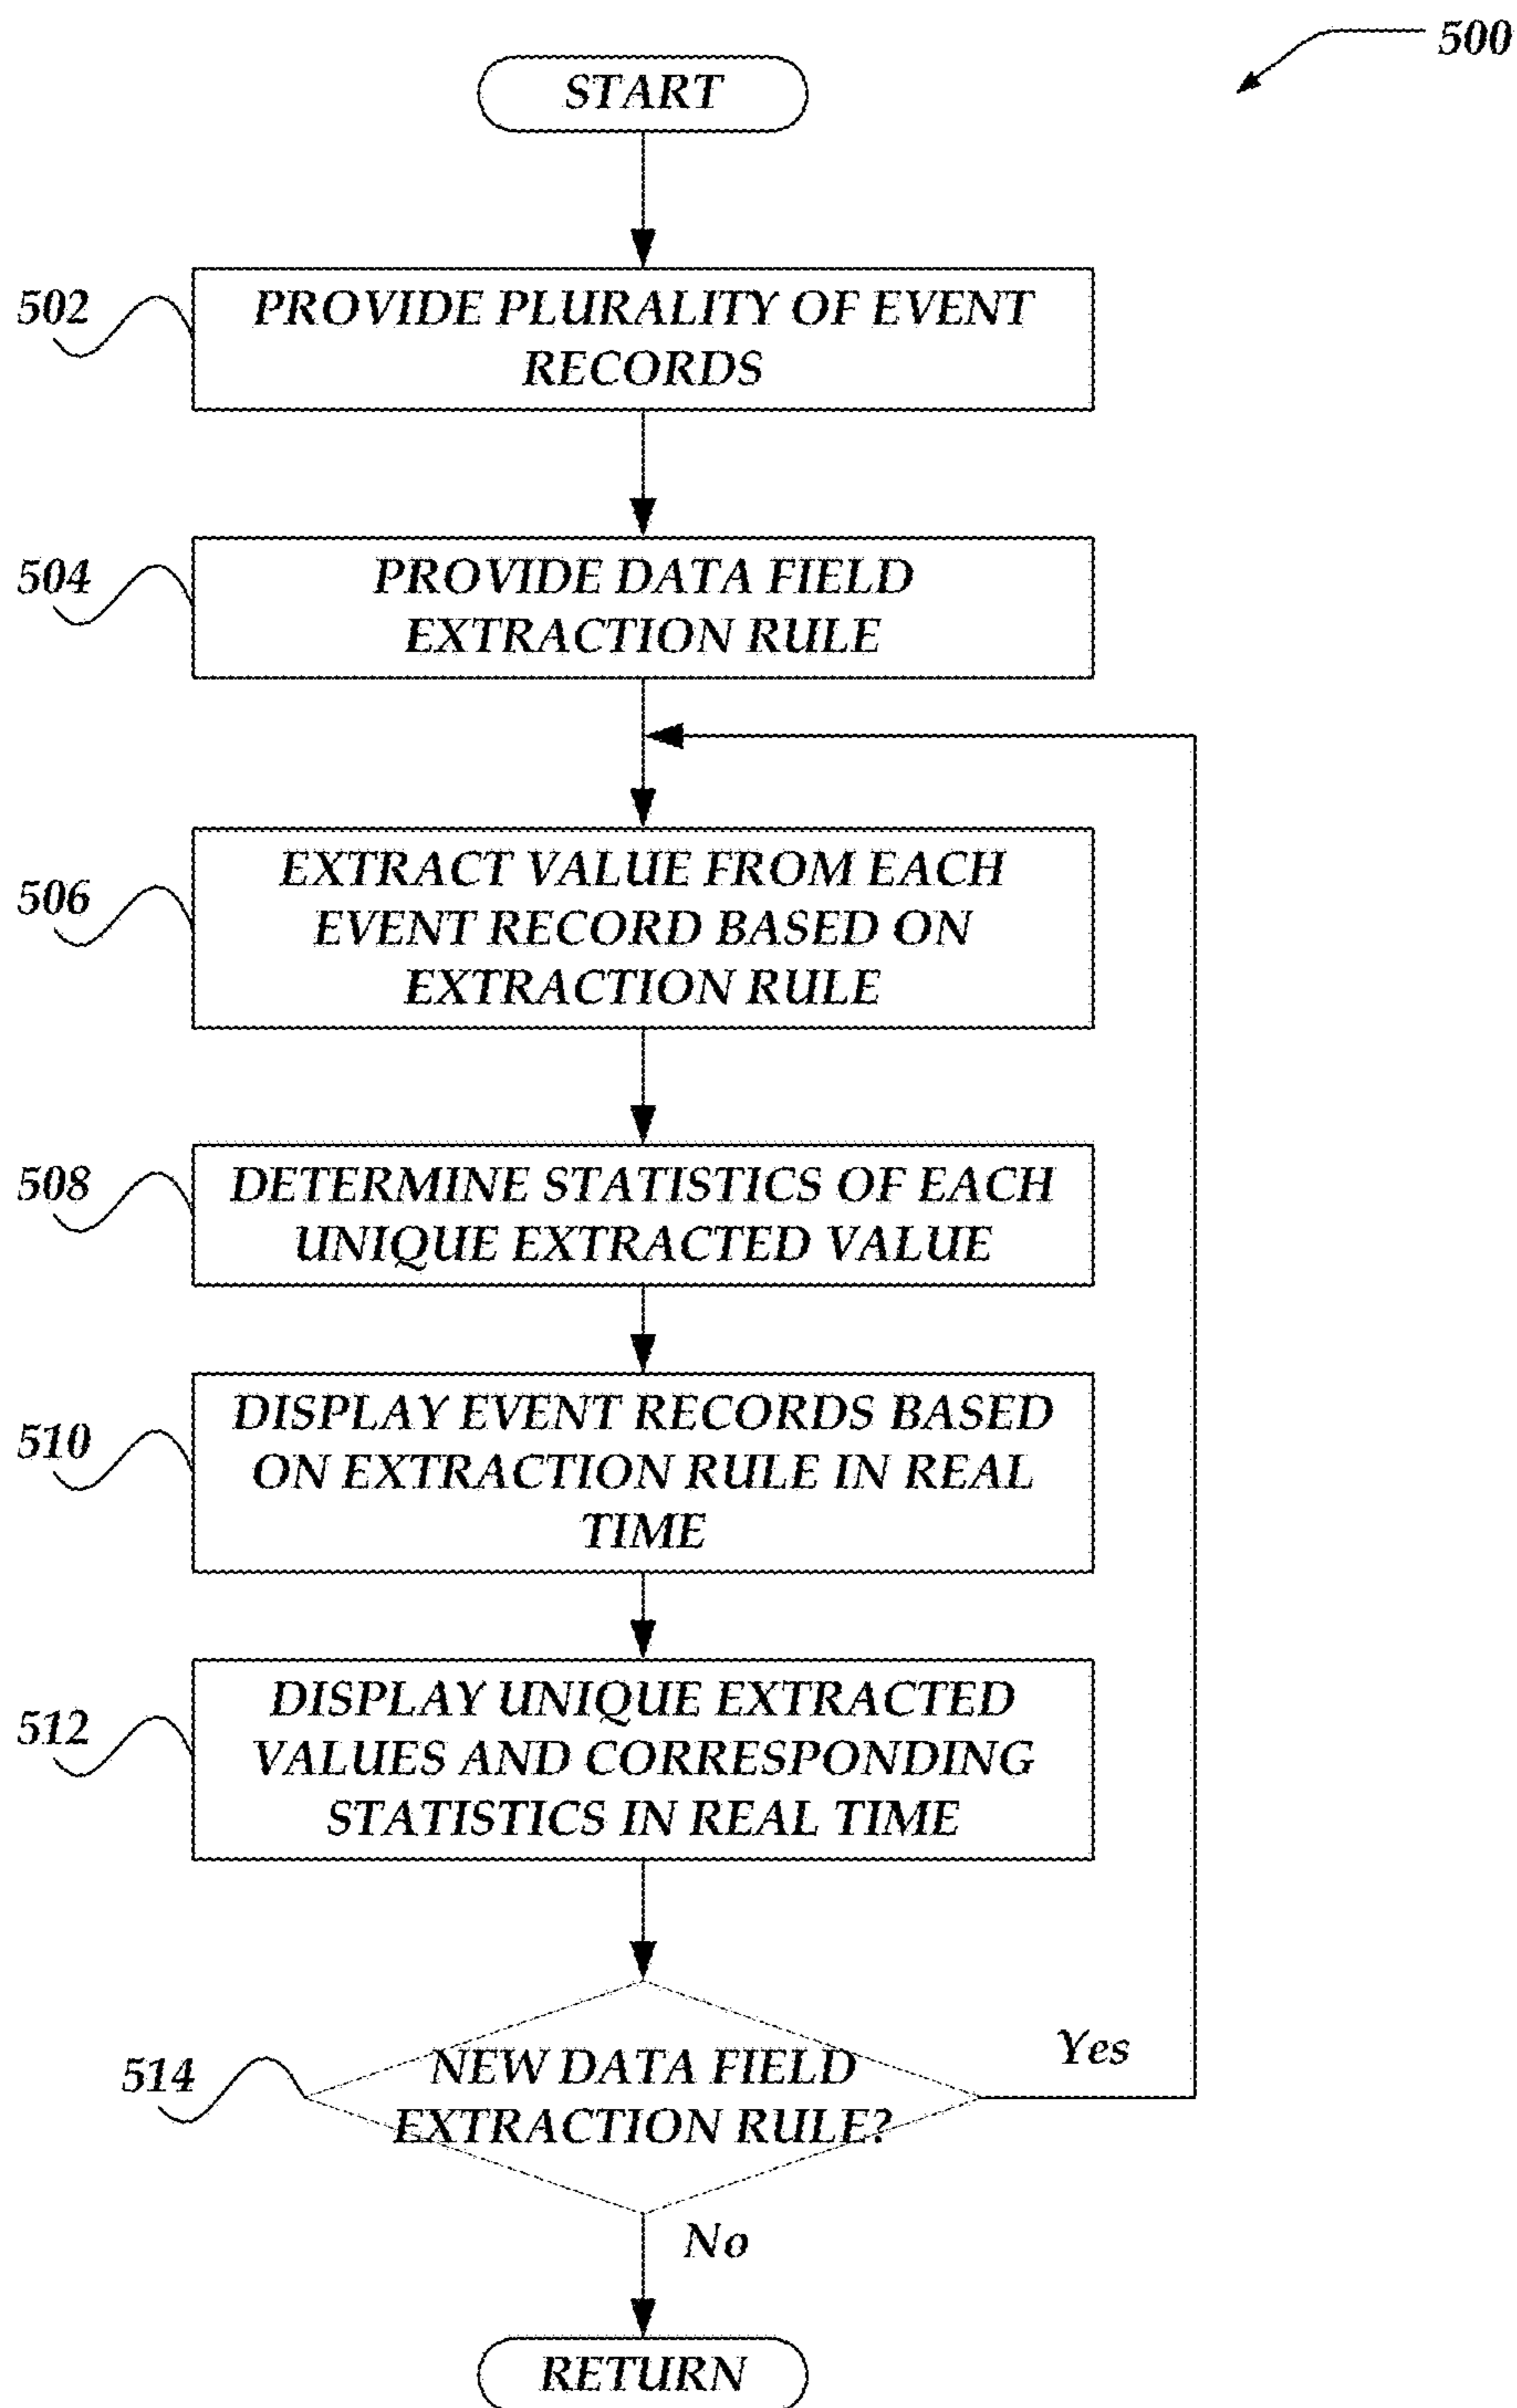 500
START
502
PROVIDE PLURALITY OF EVENT
RECORDS
504
PROVIDE DATA FIELD
EXTRACTION RULE
506
EXTRACT VALUE FROM EACH
EVENT RECORD BASED ON
EXTRACTION RULE
508
DETERMINE STATISTICS OF EACH
UNIQUE EXTRACTED VALUE
510
DISPLAY EVENT RECORDS BASED
ON EXTRACTION RULE IN REAL
TIME
512
DISPLAY UNIQUE EXTRACTED
VALUES AND CORRESPONDING
STATISTICS IN REAL TIME
514
NEW DATA FIELD
EXTRACTION RULE?
Yes
No
RETURN